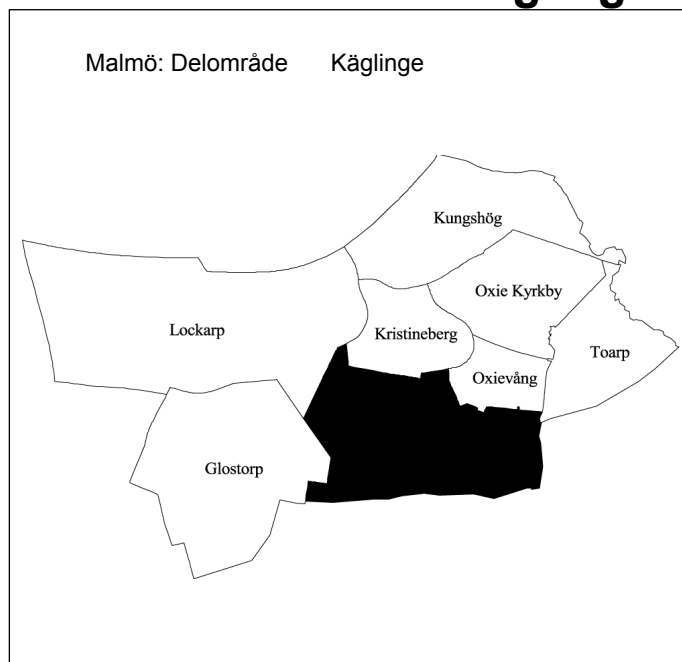 Malmö: Delområde Käglinge
Kungshög
Oxie Kyrkby
Lockarp
Kristineberg
Toarp
Oxievång
Glostorp